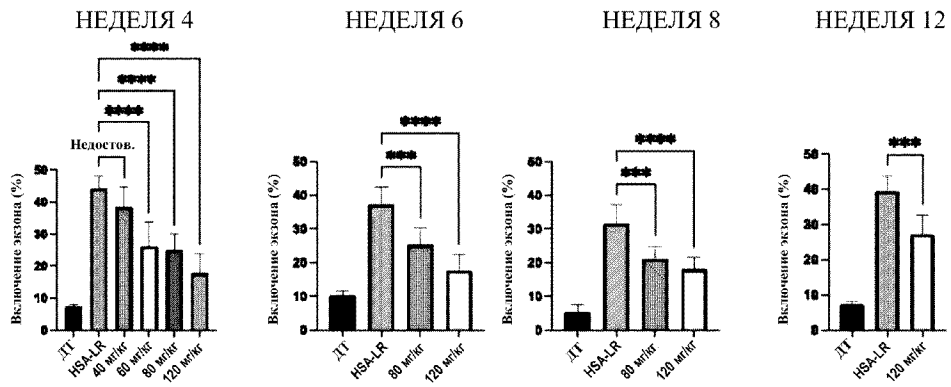 НЕДЕЛЯ 4
****
****
****
Недостов.
Включение экзона (%)
50
40
30
20
10
0
ДТ
HSA-LR
40 мг/кг
60 мг/кг
80 мг/кг
120 мг/кг
НЕДЕЛЯ 6
****
***
Включение экзона (%)
50
40
30
20
10
0
ДТ
HSA-LR
80 мг/кг
120 мг/кг
НЕДЕЛЯ 8
****
***
Включение экзона (%)
50
40
30
20
10
0
ДТ
HSA-LR
80 мг/кг
120 мг/кг
НЕДЕЛЯ 12
***
Включение экзона (%)
50
40
30
20
10
0
ДТ
HSA-LR
120 мг/кг